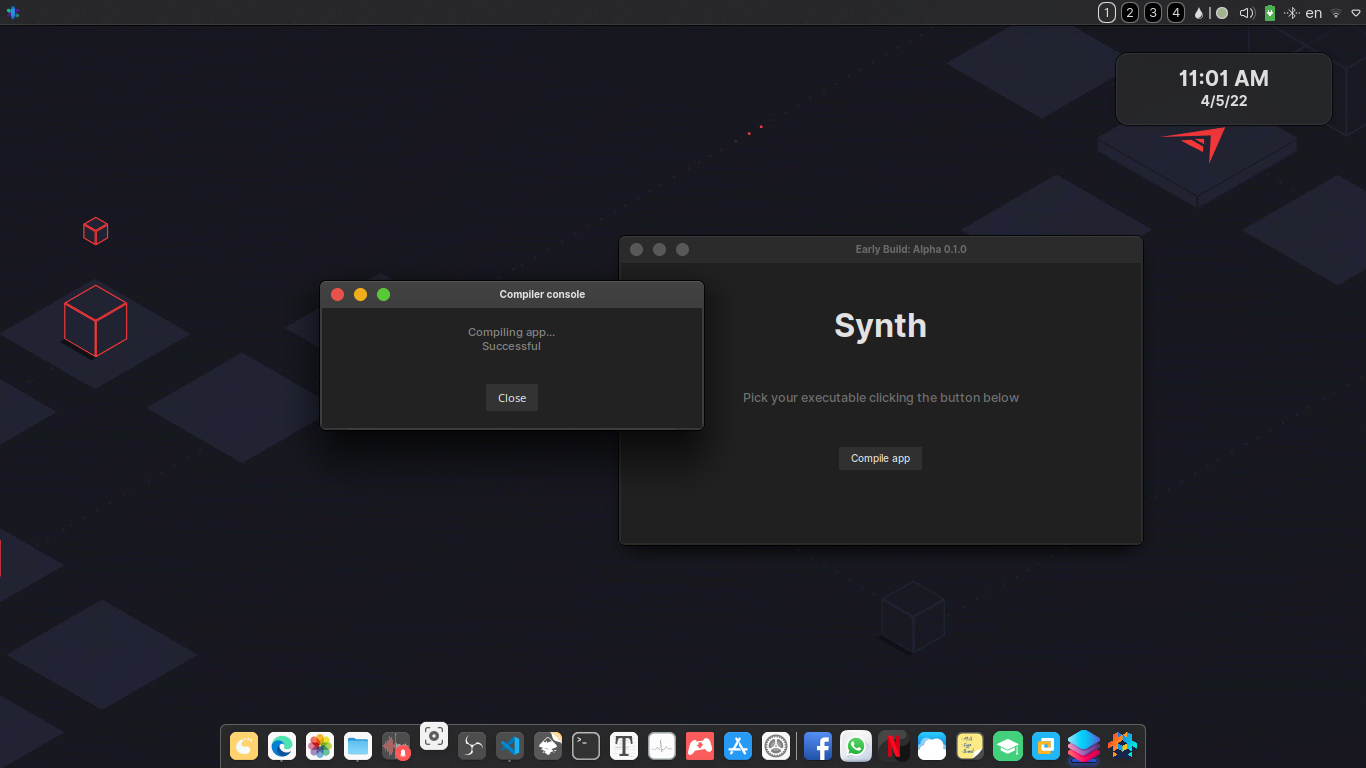 1 2 3 4 en
11:01 AM
4/5/22
Early Build: Alpha 0.1.0
Compiler console
Synth
Compiling app...
Successful
Pick your executable clicking the button below
Close
Compile app